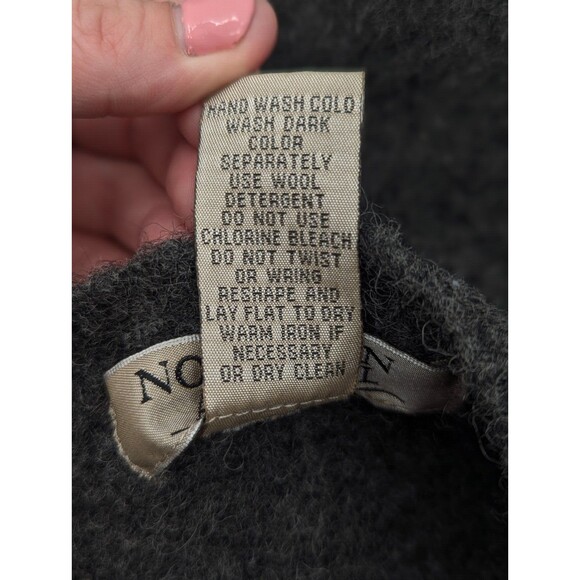 HAND WASH COLD
WASH DARK
COLOR
SEPARATELY
USE WOOL
DETERGENT
DO NOT USE
CHLORINE BLEACH
DO NOT TWIST
OR WRING
RESHAPE AND
LAY FLAT TO DRY
WARM IRON IF
NECESSARY
OR DRY CLEAN